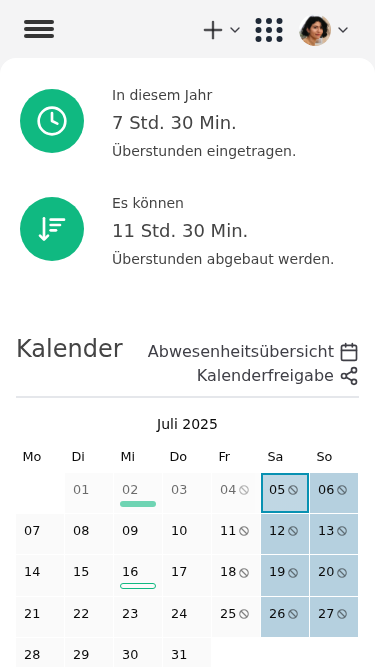 In diesem Jahr
7 Std. 30 Min.
Überstunden eingetragen.
Es können
11 Std. 30 Min.
Überstunden abgebaut werden.
Kalender
Abwesenheitsübersicht
Kalenderfreigabe
Juli 2025
Mo Di Mi Do Fr Sa So
01 02 03 04 05 06
07 08 09 10 11 12 13
14 15 16 17 18 19 20
21 22 23 24 25 26 27
28 29 30 31